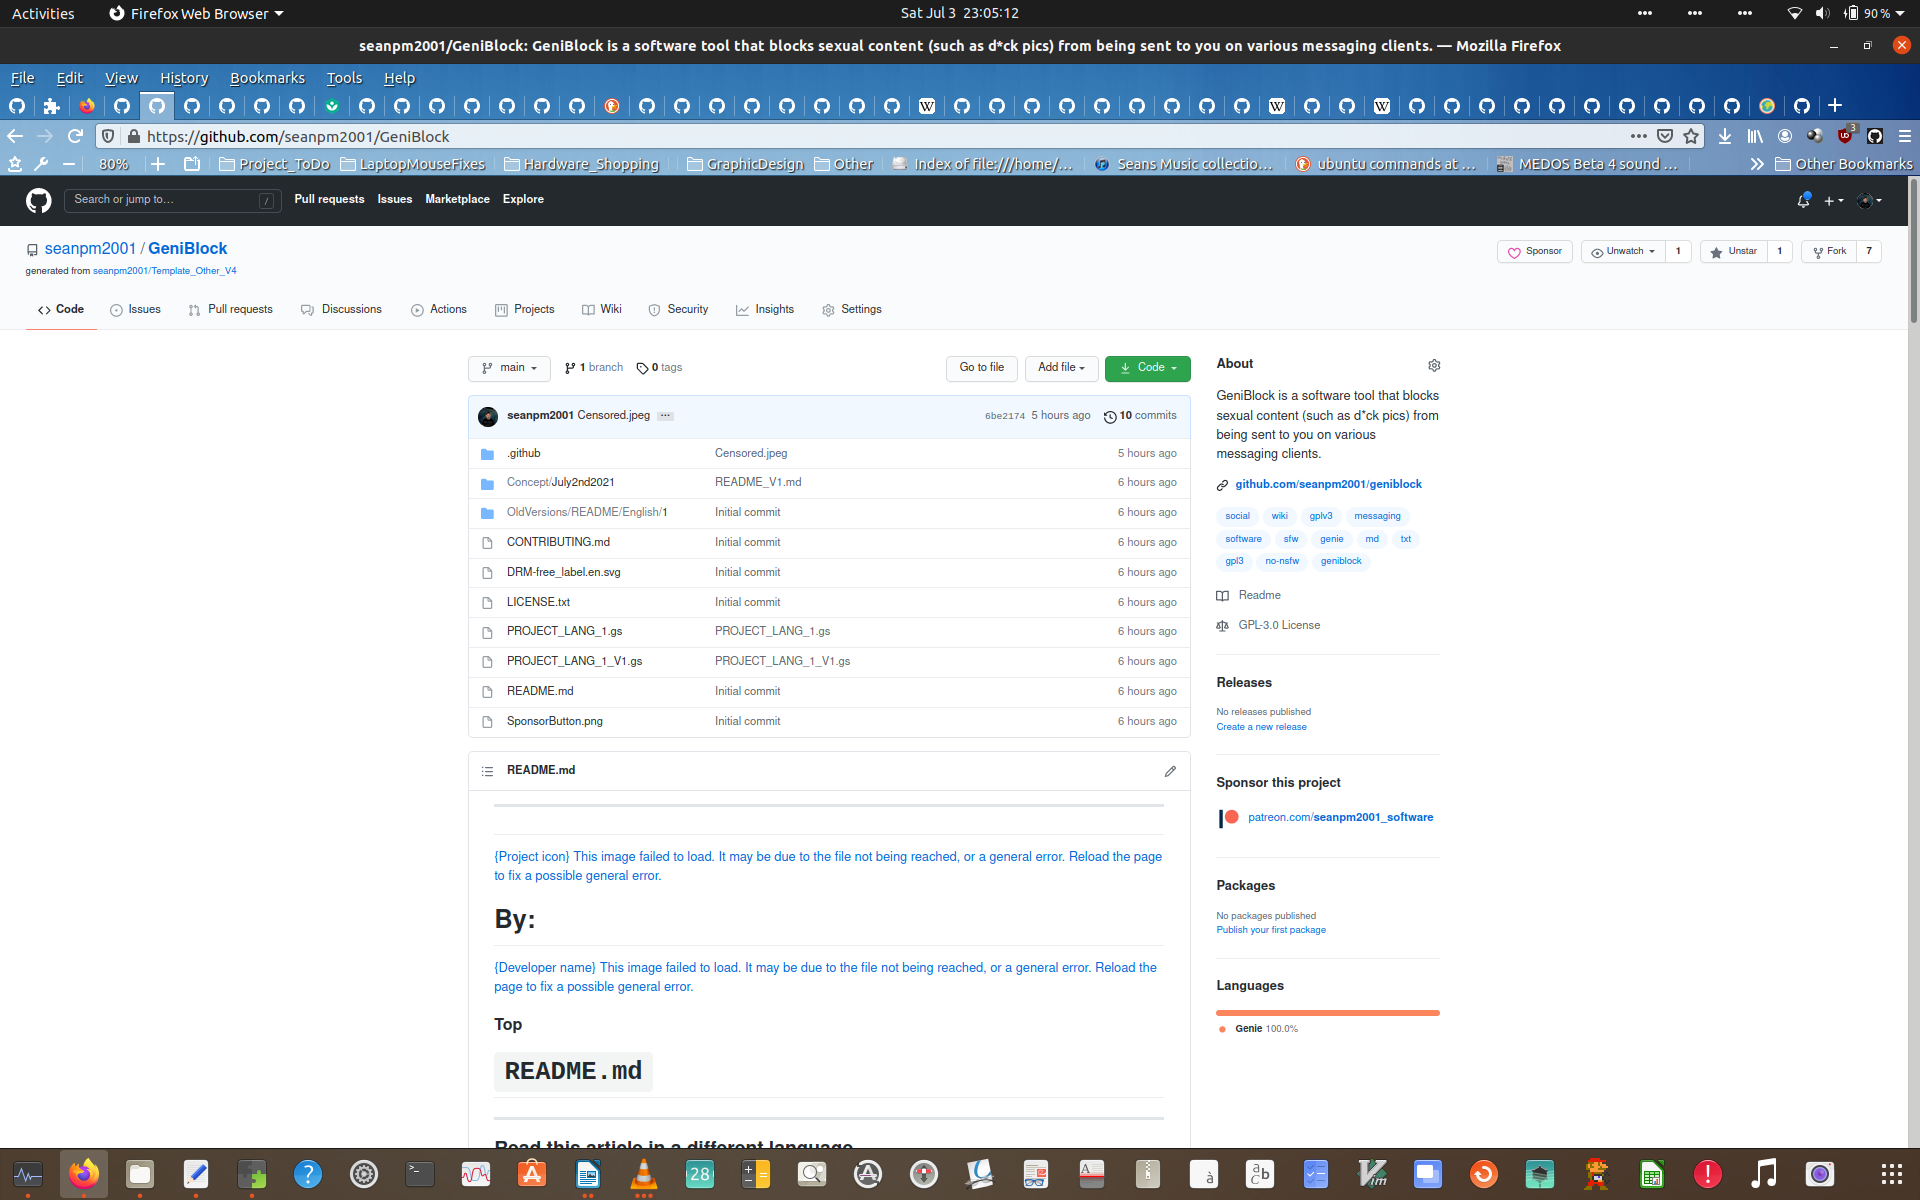 Activities
Firefox Web Browser
Sat Jul 3 23:05:12
90 %
seanpm2001/GeniBlock: GeniBlock is a software tool that blocks sexual content (such as d*ck pics) from being sent to you on various messaging clients. — Mozilla Firefox
File Edit View History Bookmarks Tools Help
https://github.com/seanpm2001/GeniBlock
3
80%
Project_ToDo
LaptopMouseFixes
Hardware_Shopping
GraphicDesign
Other
Index of file:///home/...
Seans Music collectio...
ubuntu commands at ...
MEDOS Beta 4 sound ...
Other Bookmarks
Search or jump to...
/
Pull requests Issues Marketplace Explore
seanpm2001 / GeniBlock
generated from seanpm2001/Template_Other_V4
Sponsor
Unwatch 1
Unstar 1
Fork 7
Code
Issues
Pull requests
Discussions
Actions
Projects
Wiki
Security
Insights
Settings
main
1 branch
0 tags
Go to file
Add file
Code
seanpm2001 Censored.jpeg ...
6be2174 5 hours ago
10 commits
.github Censored.jpeg 5 hours ago
Concept/July2nd2021 README_V1.md 6 hours ago
OldVersions/README/English/1 Initial commit 6 hours ago
CONTRIBUTING.md Initial commit 6 hours ago
DRM-free_label.en.svg Initial commit 6 hours ago
LICENSE.txt Initial commit 6 hours ago
PROJECT_LANG_1.gs PROJECT_LANG_1.gs 6 hours ago
PROJECT_LANG_1_V1.gs PROJECT_LANG_1_V1.gs 6 hours ago
README.md Initial commit 6 hours ago
SponsorButton.png Initial commit 6 hours ago
README.md
{Project icon} This image failed to load. It may be due to the file not being reached, or a general error. Reload the page
to fix a possible general error.
By:
{Developer name} This image failed to load. It may be due to the file not being reached, or a general error. Reload the
page to fix a possible general error.
Top
README.md
Read this article in a different language
About
GeniBlock is a software tool that blocks
sexual content (such as d*ck pics) from
being sent to you on various
messaging clients.
github.com/seanpm2001/geniblock
social wiki gplv3 messaging
software sfw genie md txt
gpl3 no-nsfw geniblock
Readme
GPL-3.0 License
Releases
No releases published
Create a new release
Sponsor this project
patreon.com/seanpm2001_software
Packages
No packages published
Publish your first package
Languages
Genie 100.0%
28